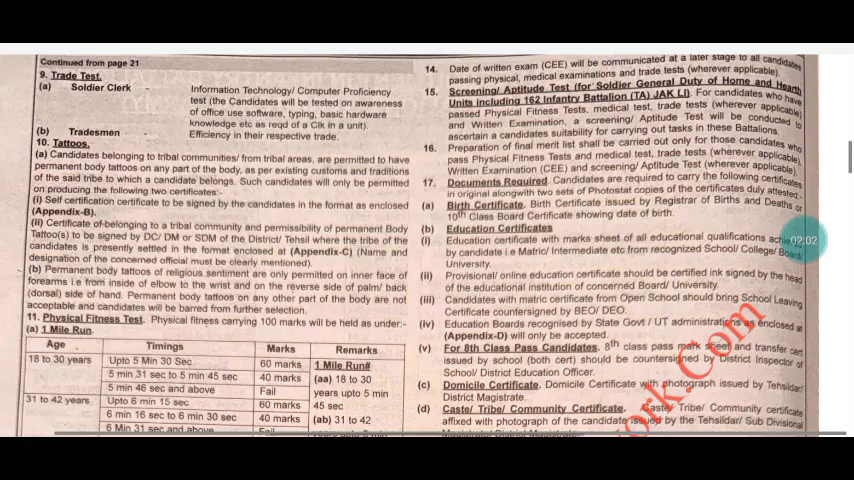 Continued from page 21
9. Trade Test.
(a) Soldier Clerk Information Technology/ Computer Proficiency
test (the Candidates will be tested on awareness
of office use software, typing, basic hardware
knowledge etc as reqd of a Clk in a unit).
(b) Tradesmen Efficiency in their respective trade.
10. Tattoos.
(a) Candidates belonging to tribal communities/ from tribal areas, are permitted to have
permanent body tattoos on any part of the body, as per existing customs and traditions
of the said tribe to which a candidate belongs. Such candidates will only be permitted
on producing the following two certificates:-
(i) Self certification certificate to be signed by the candidates in the format as enclosed
(Appendix-B).
(ii) Certificate of belonging to a tribal community and permissibility of permanent Body
Tattoo(s) to be signed by DC/ DM or SDM of the District/ Tehsil where the tribe of the
candidates is presently settled in the format enclosed at (Appendix-C) (Name and
designation of the concerned official must be clearly mentioned).
(b) Permanent body tattoos of religious sentiment are only permitted on inner face of
forearms i.e from inside of elbow to the wrist and on the reverse side of palm/ back
(dorsal) side of hand. Permanent body tattoos on any other part of the body are not
acceptable and candidates will be barred from further selection.
11. Physical Fitness Test. Physical fitness carrying 100 marks will be held as under:-
(a) 1 Mile Run.
Age Timings Marks Remarks
18 to 30 years Upto 5 Min 30 Sec 60 marks 1 Mile Run#
5 min 31 sec to 5 min 45 sec 40 marks (aa) 18 to 30
5 min 46 sec and above Fail years upto 5 min
31 to 42 years Upto 6 min 15 sec 60 marks 45 sec
6 min 16 sec to 6 min 30 sec 40 marks (ab) 31 to 42
6 Min 31 sec and above Fail
14. Date of written exam (CEE) will be communicated at a later stage to all candidates
passing physical, medical examinations and trade tests (wherever applicable).
15. Screening/ Aptitude Test (for Soldier General Duty of Home and Hearth
Units including 162 Infantry Battalion (TA) JAK LI). For candidates who have
passed Physical Fitness Tests, medical test, trade tests (wherever applicable)
and Written Examination, a screening/ Aptitude Test will be conducted to
ascertain a candidates suitability for carrying out tasks in these Battalions.
16. Preparation of final merit list shall be carried out only for those candidates who
pass Physical Fitness Tests and medical test, trade tests (wherever applicable),
Written Examination (CEE) and screening/ Aptitude Test (wherever applicable).
17. Documents Required. Candidates are required to carry the following certificates
in original alongwith two sets of Photostat copies of the certificates duly attested:-
(a) Birth Certificate. Birth Certificate issued by Registrar of Births and Deaths or
10th Class Board Certificate showing date of birth.
(b) Education Certificates
(i) Education certificate with marks sheet of all educational qualifications
by candidate i.e Matric/ Intermediate etc from recognized School/ College/ Board/
University.
(ii) Provisional/ online education certificate should be certified ink signed by the head
of the educational institution of concerned Board/ University.
(iii) Candidates with matric certificate from Open School should bring School Leaving
Certificate countersigned by BEO/ DEO.
(iv) Education Boards recognised by State Govt / UT administrations as enclosed at
(Appendix-D) will only be accepted.
(v) For 8th Class Pass Candidates. 8th class pass mark sheet and transfer cert
issued by school (both cert) should be countersigned by District Inspector of
School/ District Education Officer.
(c) Domicile Certificate. Domicile Certificate with photograph issued by Tehsildar/
District Magistrate.
(d) Caste/ Tribe/ Community Certificate. Caste/ Tribe/ Community certificate
affixed with photograph of the candidate issued by the Tehsildar/ Sub Divisional
02:02
ork.Com